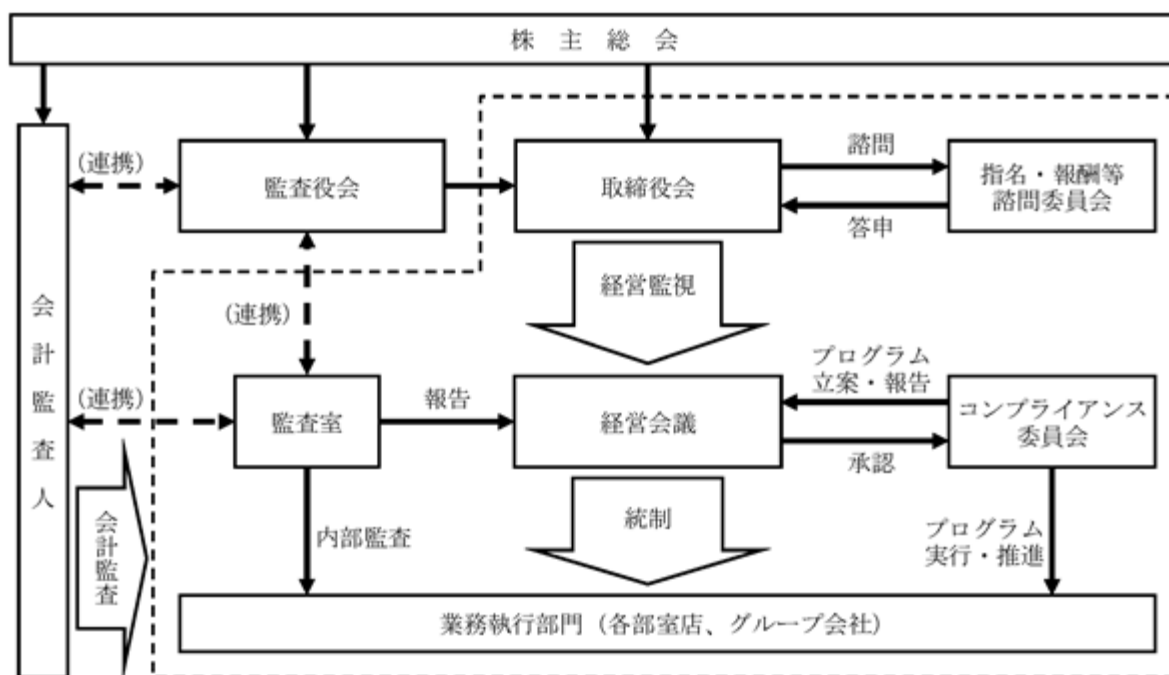 株主総会
(連携)
監査役会
取締役会
諮問
答申
指名・報酬等
諮問委員会
経営監視
(連携)
会計監査人
(連携)
監査室
報告
経営会議
プログラム
立案・報告
承認
コンプライアンス
委員会
会計監査
内部監査
統制
プログラム
実行・推進
業務執行部門（各部室店、グループ会社）